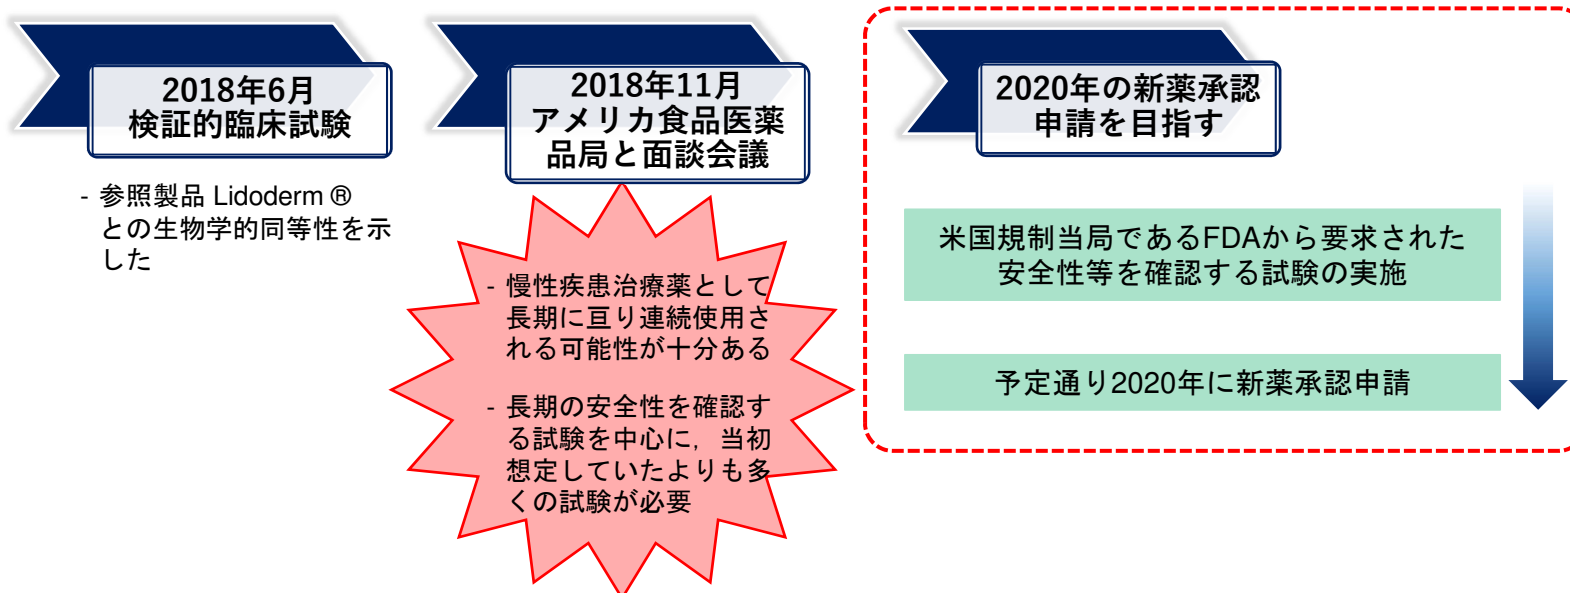 2018年6月
検証的臨床試験
- 参照製品 Lidoderm ®
との生物学的同等性を示
した
2018年11月
アメリカ食品医薬
品局と面談会議
- 慢性疾患治療薬として
長期に亘り連続使用さ
れる可能性が十分ある
- 長期の安全性を確認す
る試験を中心に，当初
想定していたよりも多
くの試験が必要
2020年の新薬承認
申請を目指す
米国規制当局であるFDAから要求された
安全性等を確認する試験の実施
予定通り2020年に新薬承認申請